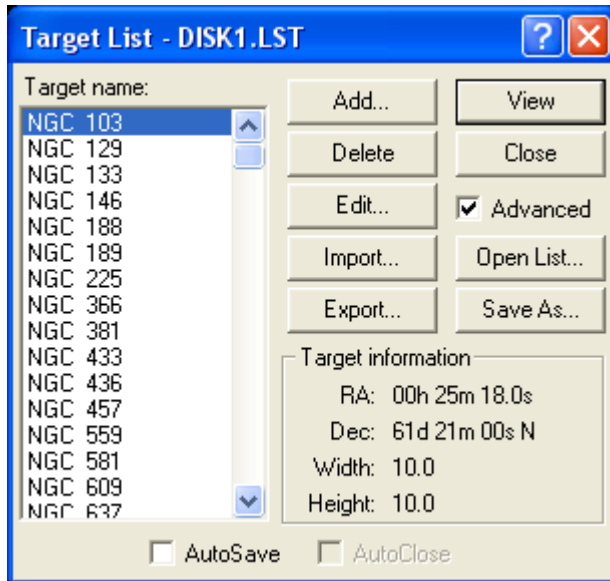 Target List - DISK1.LST
Target name:
NGC 103
NGC 129
NGC 133
NGC 146
NGC 188
NGC 189
NGC 225
NGC 366
NGC 381
NGC 433
NGC 436
NGC 457
NGC 559
NGC 581
NGC 609
NGC 637
Add...
View
Delete
Close
Edit...
Advanced
Import...
Open List...
Export...
Save As...
Target information
RA: 00h 25m 18.0s
Dec: 61d 21m 00s N
Width: 10.0
Height: 10.0
AutoSave
AutoClose